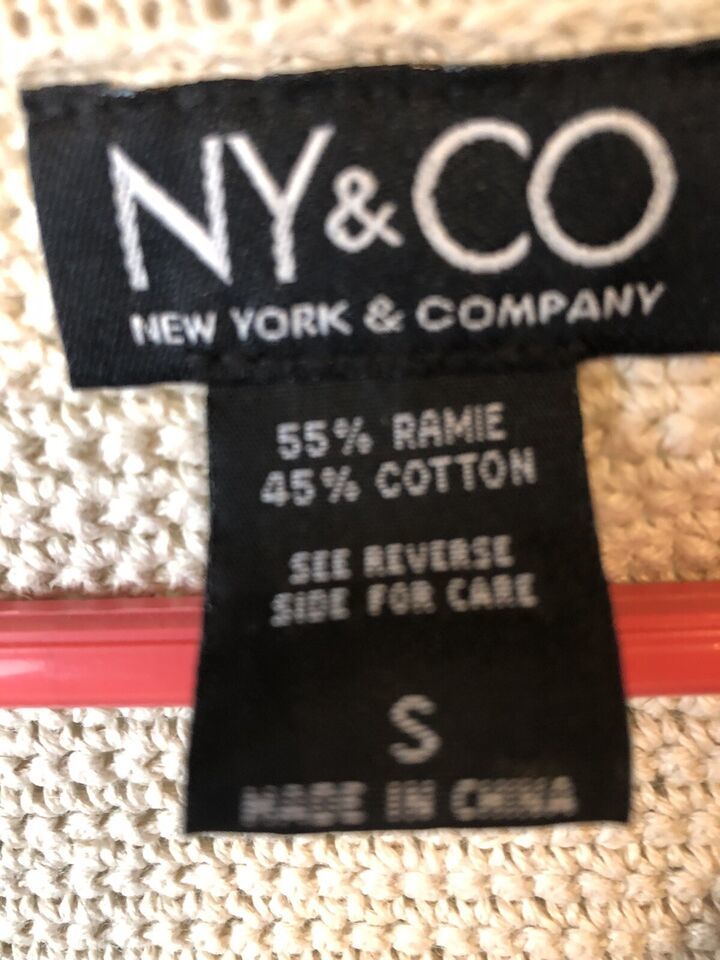 NY&CO
NEW YORK & COMPANY
55% RAMIE
45% COTTON
SEE REVERSE
SIDE FOR CARE
S
MADE IN CHINA